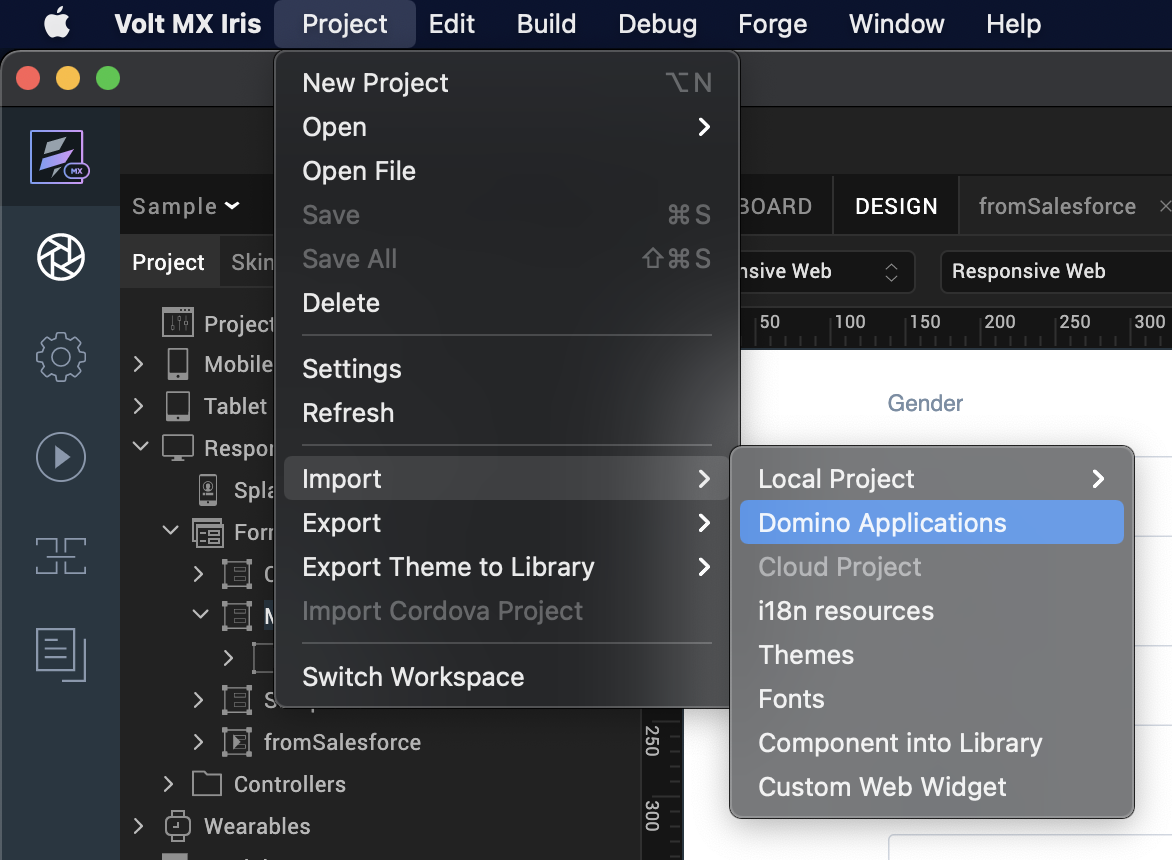 Volt MX Iris Project Edit Build Debug Forge Window Help
New Project ⌥ N
Open
Open File
Save ⌘ S
Save All ⇧ ⌘ S
Delete
Settings
Refresh
Import
Export
Export Theme to Library
Import Cordova Project
Switch Workspace
Local Project
Domino Applications
Cloud Project
i18n resources
Themes
Fonts
Component into Library
Custom Web Widget
MX
Sample
BOARD DESIGN fromSalesforce ×
Project Skin
nsive Web Responsive Web
50 100 150 200 250 300
Project
Mobile
Tablet
Respon
Spla
Forn
fromSalesforce
Controllers
Wearables
Gender
250
300